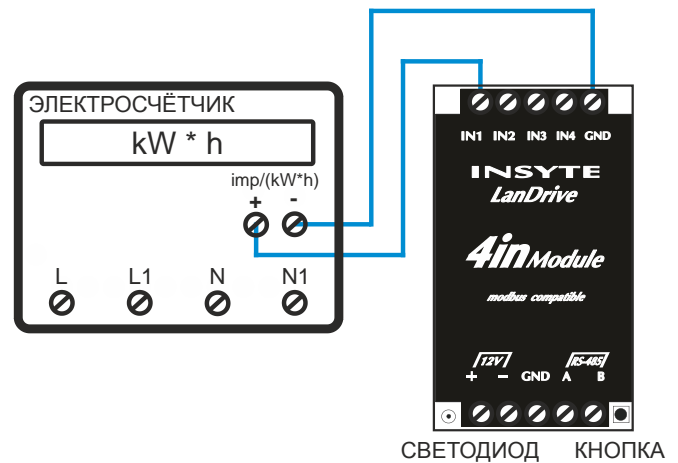 ЭЛЕКТРОСЧЁТЧИК
kW * h
imp/(kW*h)
+ -
L L1 N N1
IN1 IN2 IN3 IN4 GND
INSYTE
LanDrive
4in Module
modbus compatible
12V RS-485
+ − GND A B
СВЕТОДИОД КНОПКА